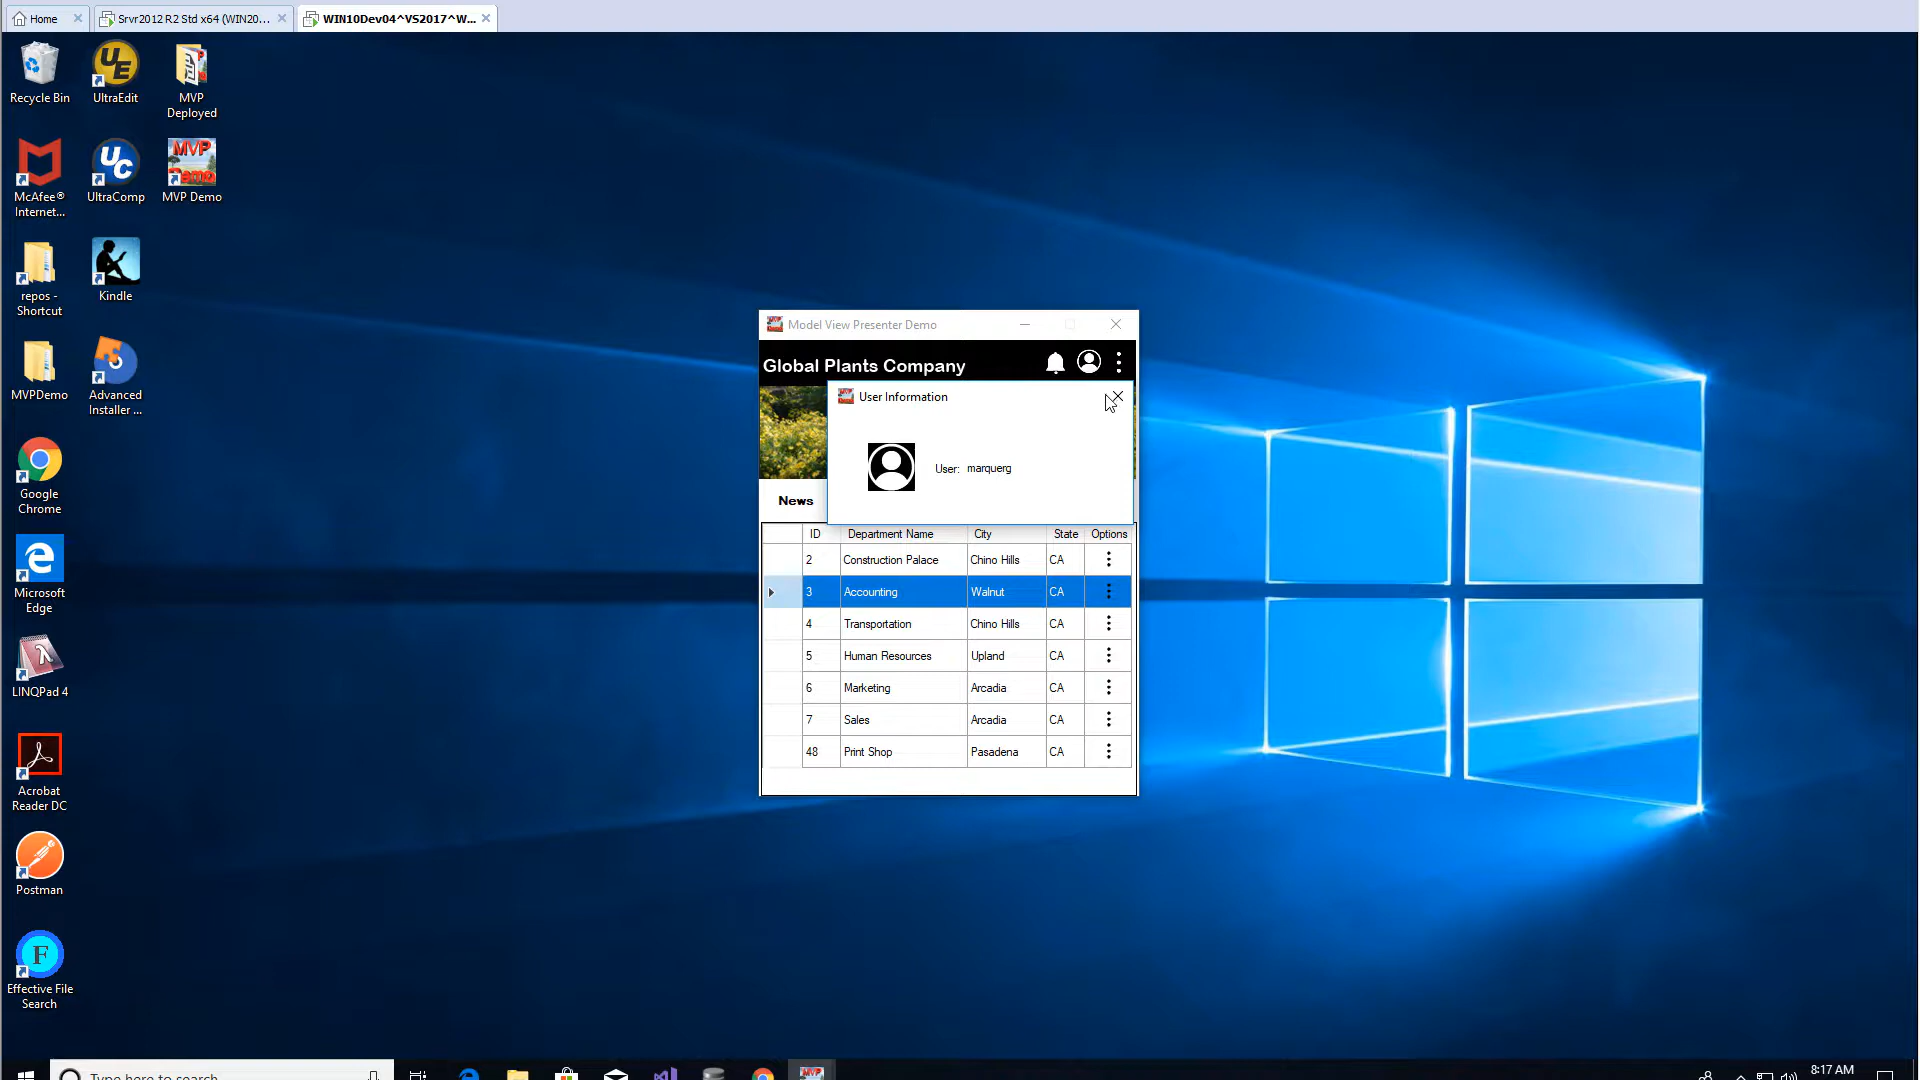 Home
Srvr2012 R2 Std x64 (WIN20...
WIN10Dev04^VS2017^W...
Recycle Bin
UltraEdit
MVP Deployed
McAfee® Internet...
UltraComp
MVP Demo
repos - Shortcut
Kindle
MVPDemo
Advanced Installer ...
Google Chrome
Microsoft Edge
LINQPad 4
Acrobat Reader DC
Postman
Effective File Search
Model View Presenter Demo
Global Plants Company
User Information
User: marquerg
News
ID Department Name City State Options
2 Construction Palace Chino Hills CA
3 Accounting Walnut CA
4 Transportation Chino Hills CA
5 Human Resources Upland CA
6 Marketing Arcadia CA
7 Sales Arcadia CA
48 Print Shop Pasadena CA
Type here to search
8:17 AM